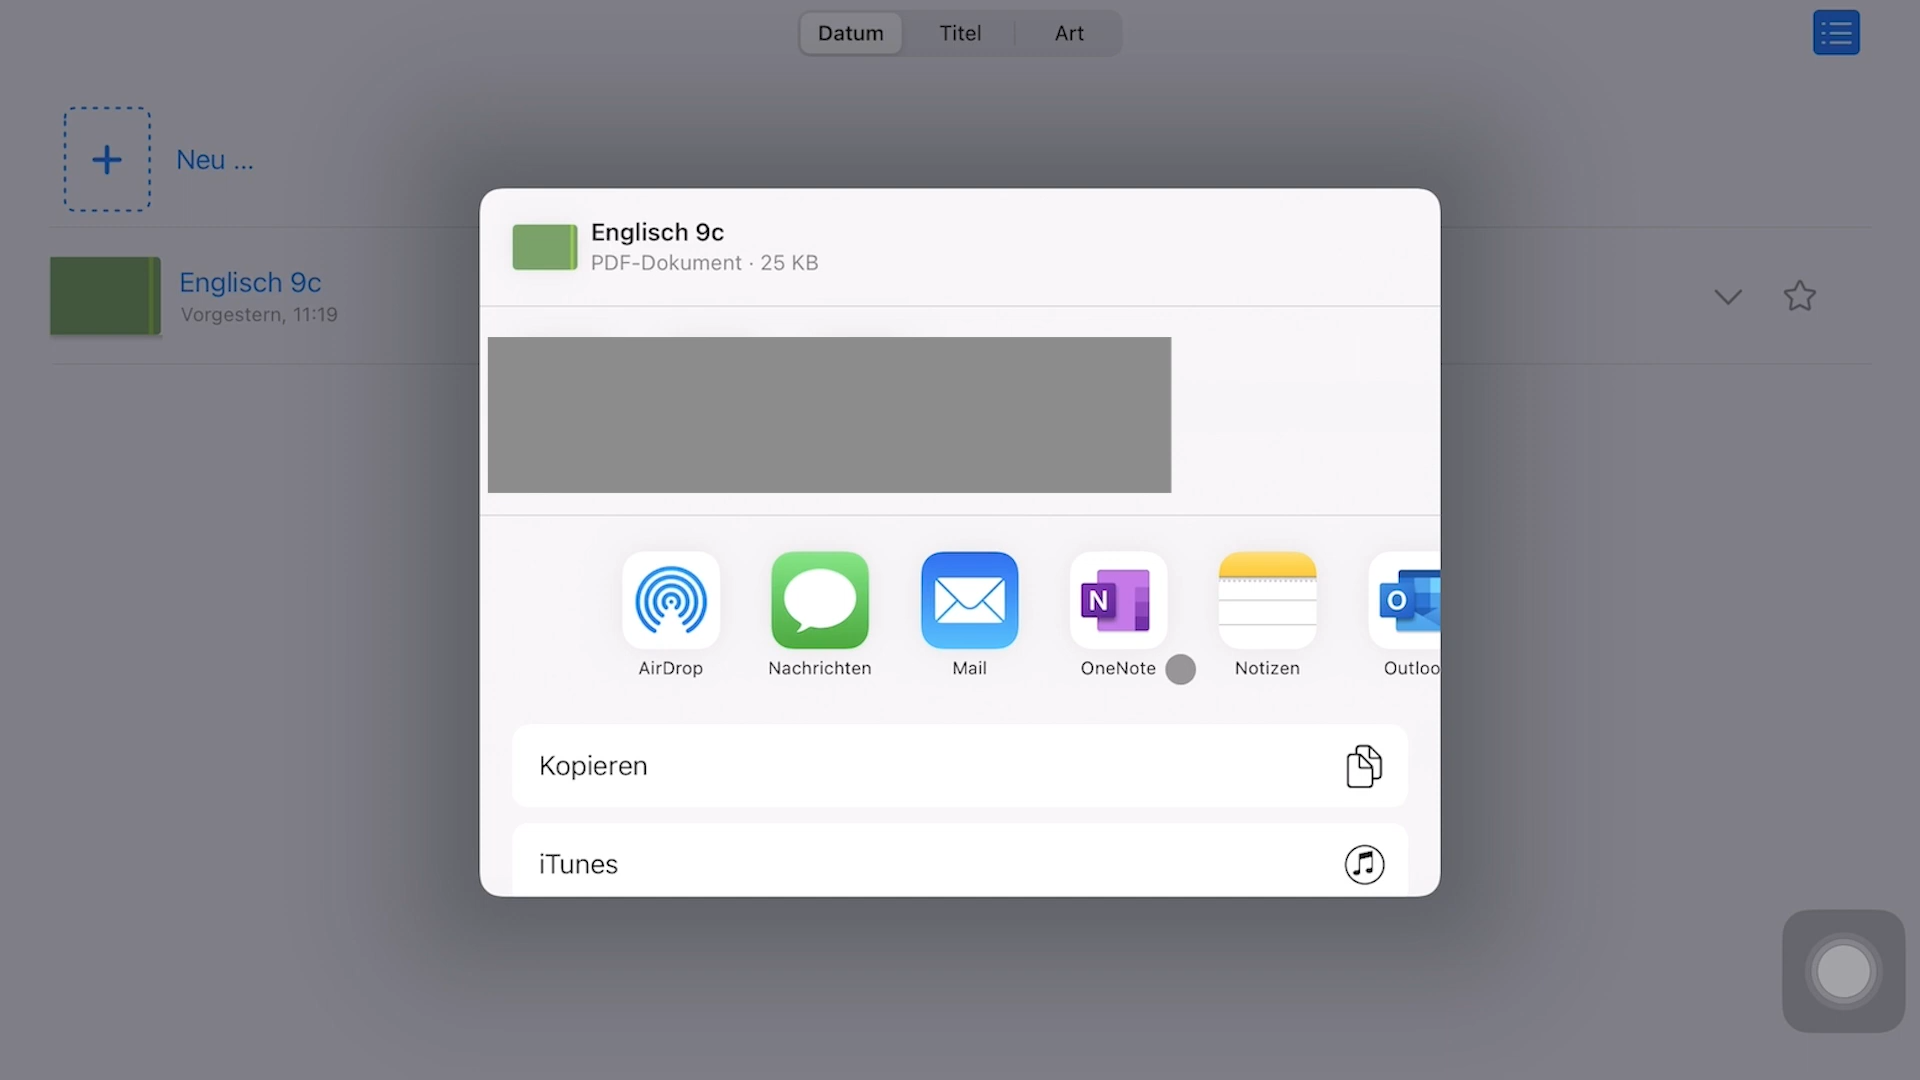 Datum Titel Art
Neu ...
Englisch 9c
Vorgestern, 11:19
Englisch 9c
PDF-Dokument · 25 KB
AirDrop Nachrichten Mail OneNote Notizen Outloo
N
O
Kopieren
iTunes